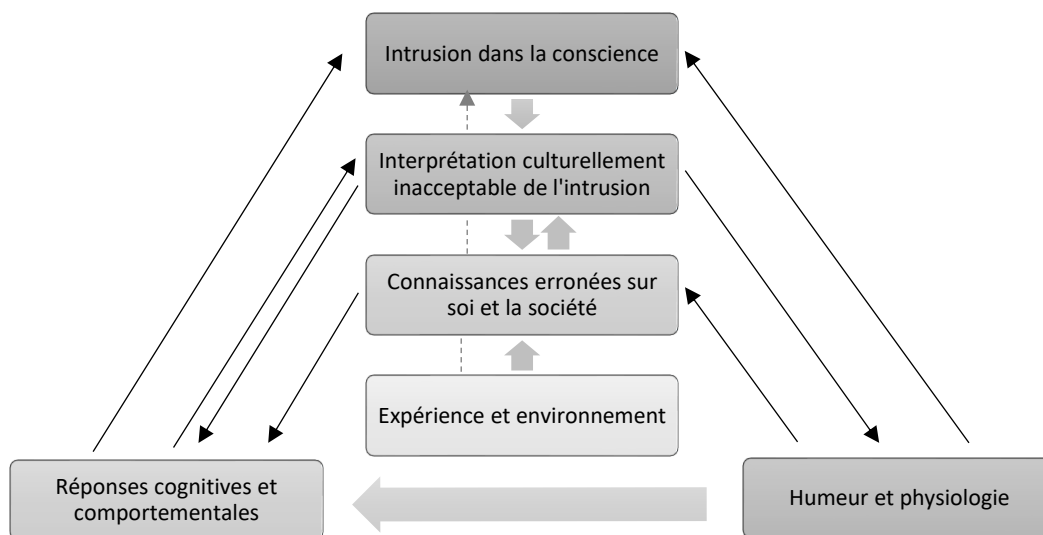 Intrusion dans la conscience
Interprétation culturellement
inacceptable de l'intrusion
Connaissances erronées sur
soi et la société
Expérience et environnement
Réponses cognitives et
comportementales
Humeur et physiologie